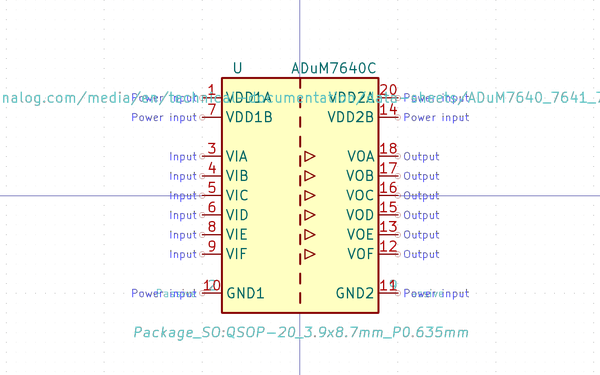 U ADuM7640C
nalog.com/media/en/technical-documentation/data-sheets/ADuM7640_7641_7
Power input 1 VDD1A VDD2A 20 Power input
Power input 7 VDD1B VDD2B 14 Power input
Input 3 VIA VOA 18 Output
Input 4 VIB VOB 17 Output
Input 5 VIC VOC 16 Output
Input 6 VID VOD 15 Output
Input 8 VIE VOE 13 Output
Input 9 VIF VOF 12 Output
Power input 10 GND1 GND2 11 Power input
Package_SO:QSOP-20_3.9x8.7mm_P0.635mm